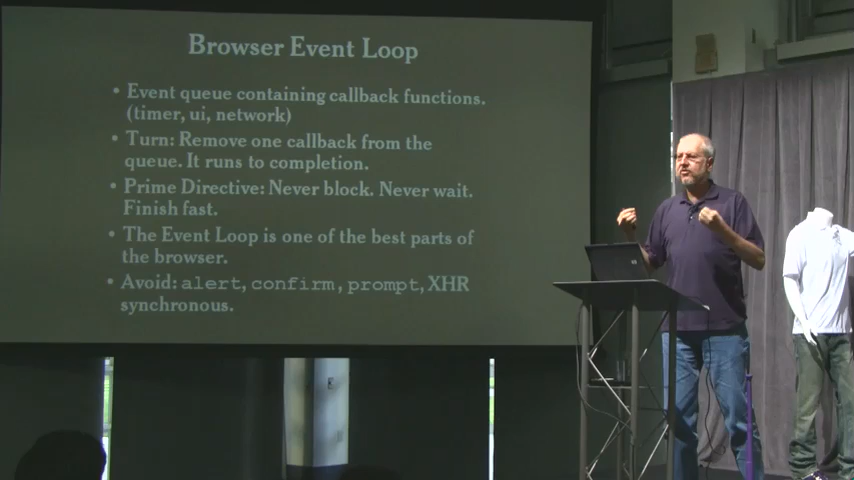 Browser Event Loop
• Event queue containing callback functions.
(timer, ui, network)
• Turn: Remove one callback from the
queue. It runs to completion.
• Prime Directive: Never block. Never wait.
Finish fast.
• The Event Loop is one of the best parts of
the browser.
• Avoid: alert, confirm, prompt, XHR
synchronous.